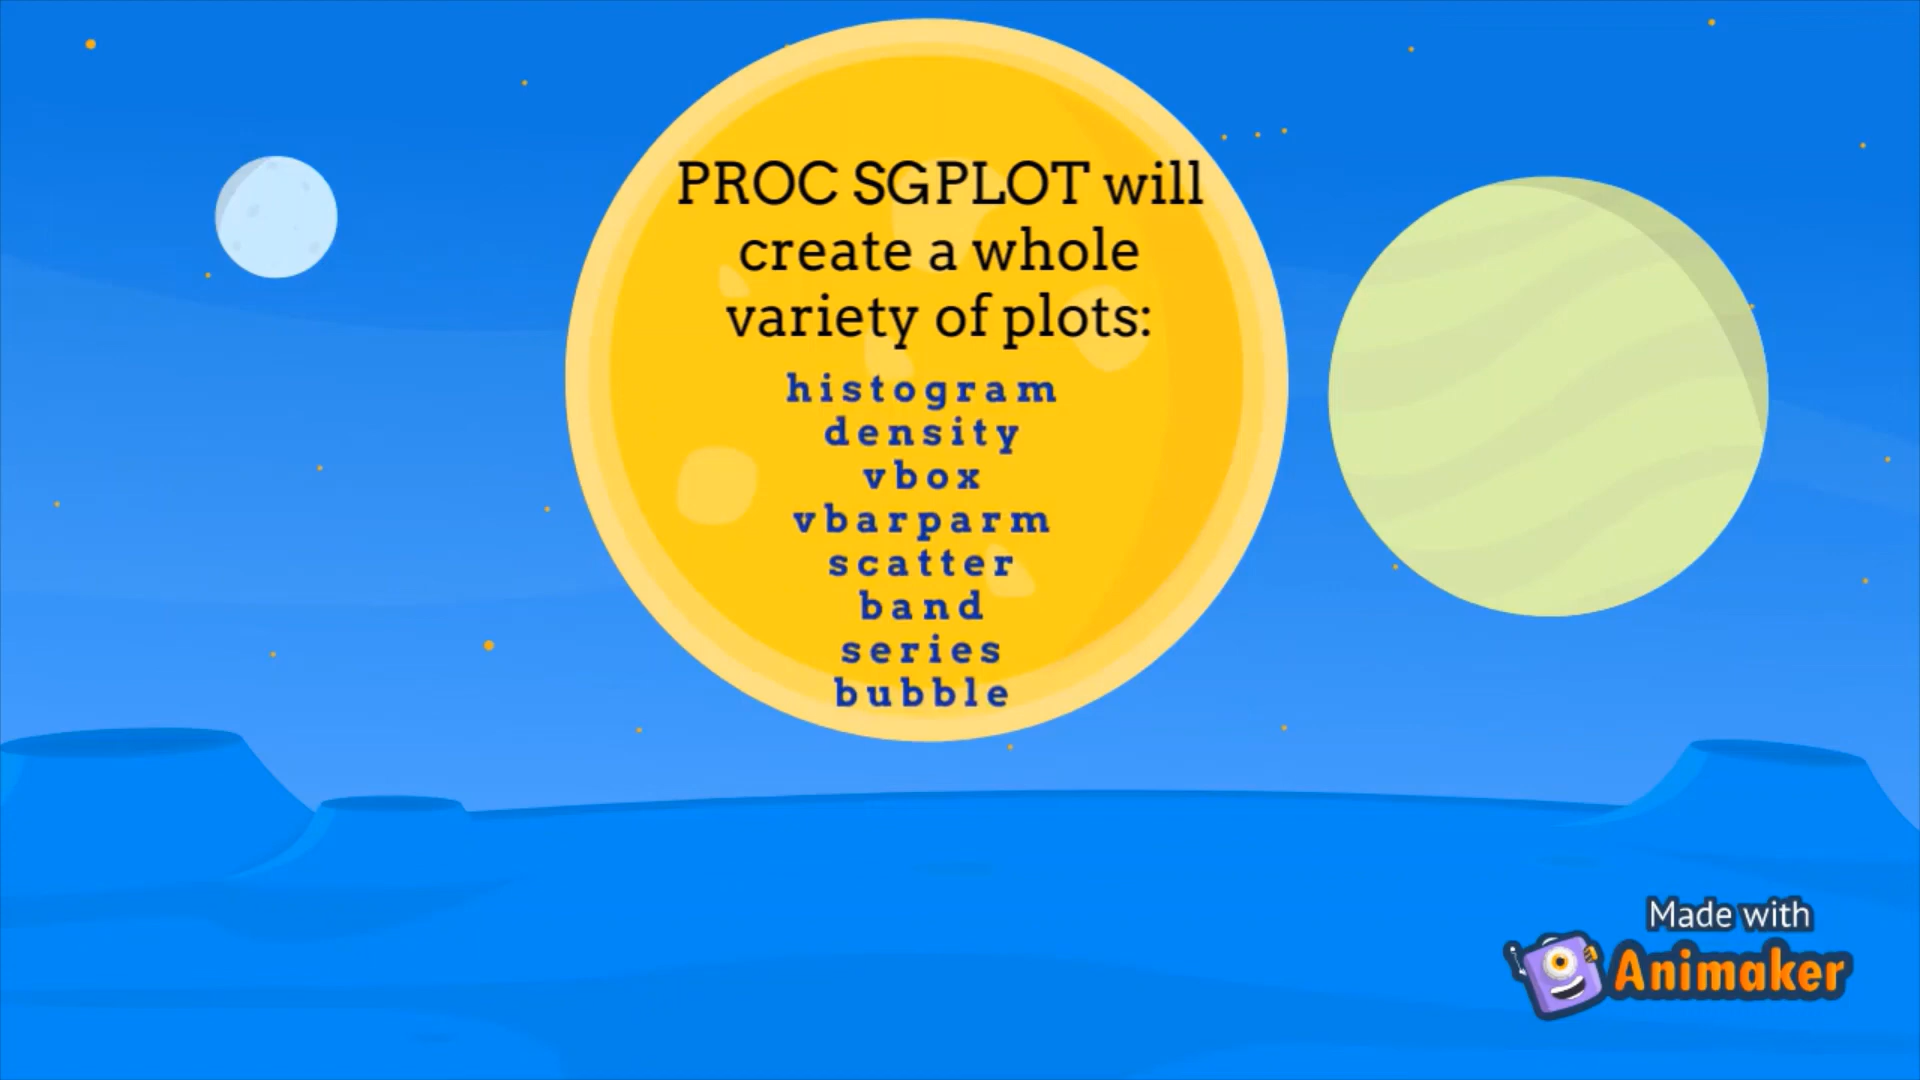 PROC SGPLOT will
create a whole
variety of plots:
histogram
density
vbox
vbarparm
scatter
band
series
bubble
Made with
Animaker